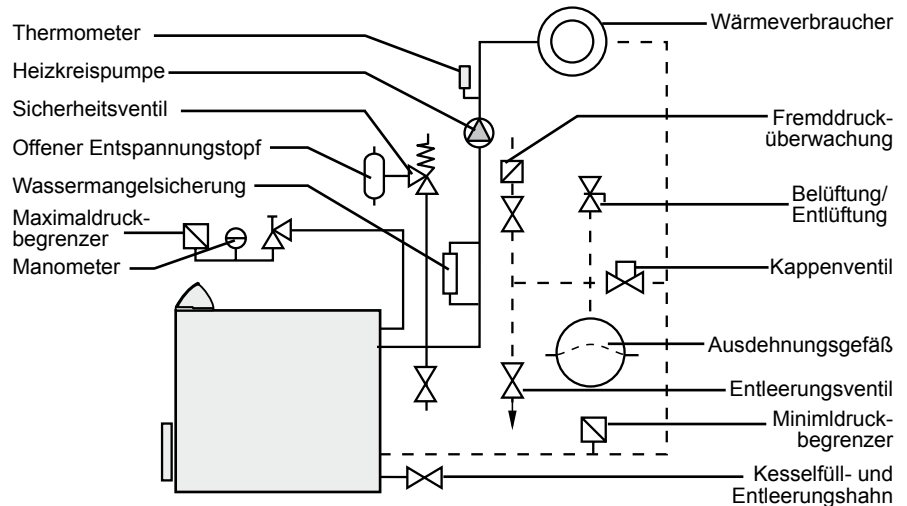 Thermometer
Heizkreispumpe
Sicherheitsventil
Offener Entspannungstopf
Wassermangelsicherung
Maximaldruck-
begrenzer
Manometer
Wärmeverbraucher
Fremddruck-
überwachung
Belüftung/
Entlüftung
Kappenventil
Ausdehnungsgefäß
Entleerungsventil
Minimldruck-
begrenzer
Kesselfüll- und
Entleerungshahn